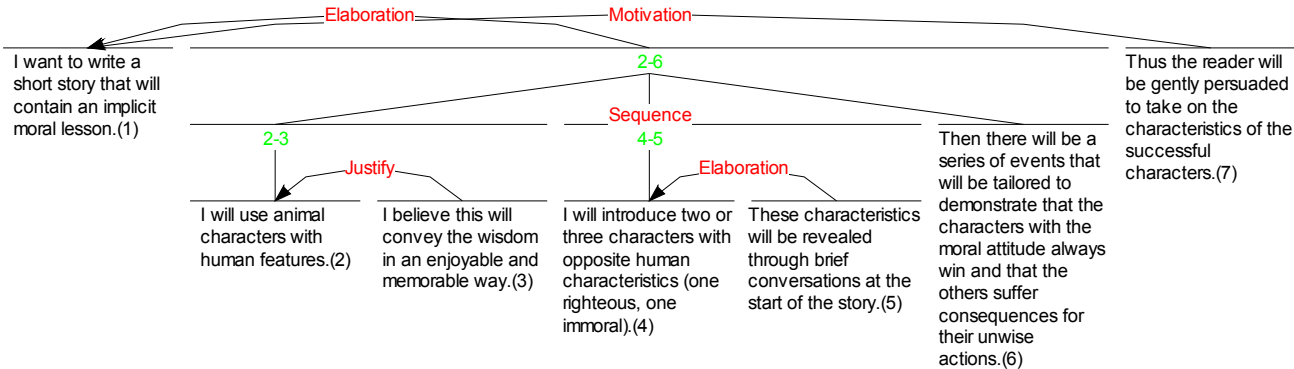 Elaboration
Motivation
I want to write a
short story that will
contain an implicit
moral lesson.(1)
2-6
Thus the reader will
be gently persuaded
to take on the
characteristics of the
successful
characters.(7)
Sequence
2-3
4-5
Then there will be a
series of events that
will be tailored to
demonstrate that the
characters with the
moral attitude always
win and that the
others suffer
consequences for
their unwise
actions.(6)
Justify
Elaboration
I will use animal
characters with
human features.(2)
I believe this will
convey the wisdom
in an enjoyable and
memorable way.(3)
I will introduce two or
three characters with
opposite human
characteristics (one
righteous, one
immoral).(4)
These characteristics
will be revealed
through brief
conversations at the
start of the story.(5)